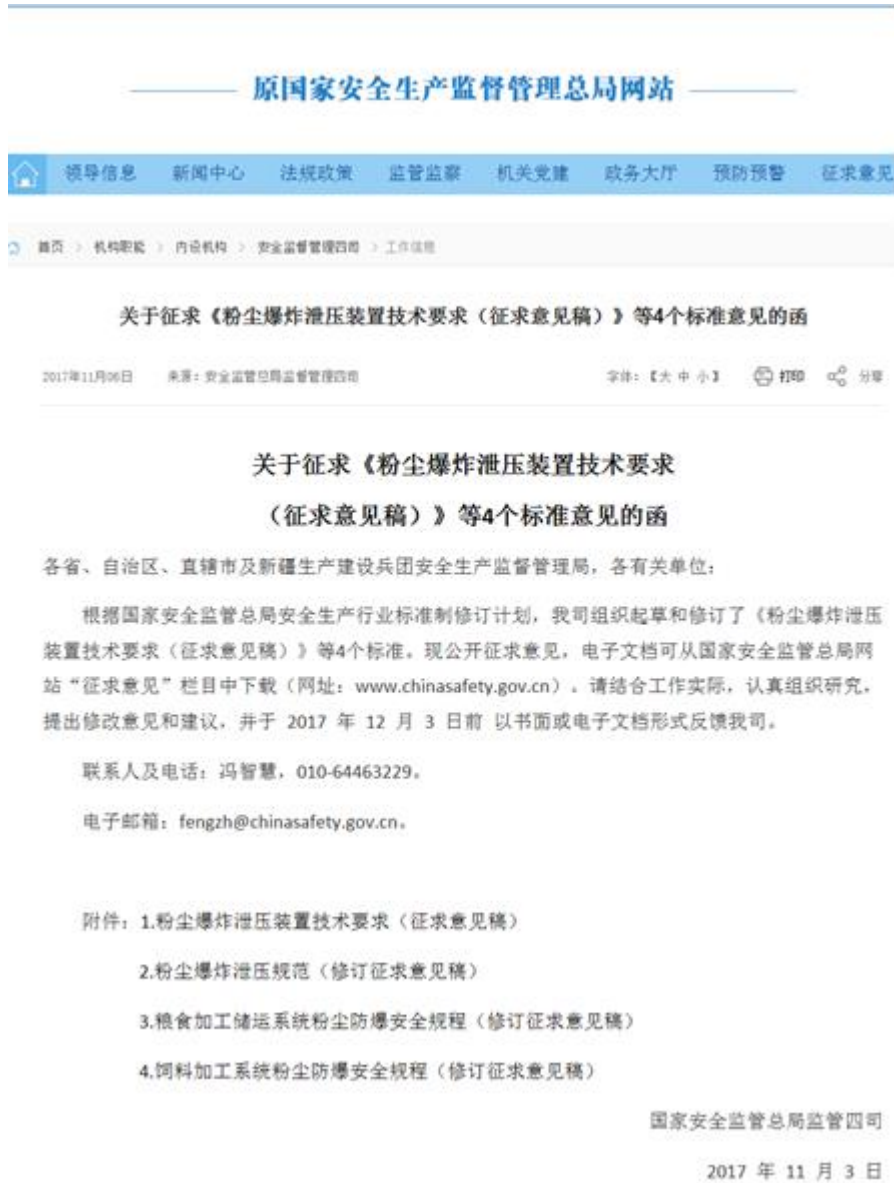 原国家安全生产监督管理总局网站
领导信息 新闻中心 法规政策 监管监察 机关党建 政务大厅 预防预警 征求意见
首页 > 机构职能 > 内设机构 > 安全监督管理四司 > 工作信息
关于征求《粉尘爆炸泄压装置技术要求（征求意见稿）》等4个标准意见的函
2017年11月06日 来源：安全监管总局监督管理四司 字体：【大 中 小】 打印 分享
关于征求《粉尘爆炸泄压装置技术要求
（征求意见稿）》等4个标准意见的函
各省、自治区、直辖市及新疆生产建设兵团安全生产监督管理局，各有关单位：
根据国家安全监管总局安全生产行业标准制修订计划，我司组织起草和修订了《粉尘爆炸泄压
装置技术要求（征求意见稿）》等4个标准。现公开征求意见，电子文档可从国家安全监管总局网
站“征求意见”栏目中下载（网址：www.chinasafety.gov.cn）。请结合工作实际，认真组织研究，
提出修改意见和建议，并于 2017 年 12 月 3 日前 以书面或电子文档形式反馈我司。
联系人及电话：冯智慧，010-64463229。
电子邮箱：fengzh@chinasafety.gov.cn。
附件：1.粉尘爆炸泄压装置技术要求（征求意见稿）
2.粉尘爆炸泄压规范（修订征求意见稿）
3.粮食加工储运系统粉尘防爆安全规程（修订征求意见稿）
4.饲料加工系统粉尘防爆安全规程（修订征求意见稿）
国家安全监管总局监管四司
2017 年 11 月 3 日